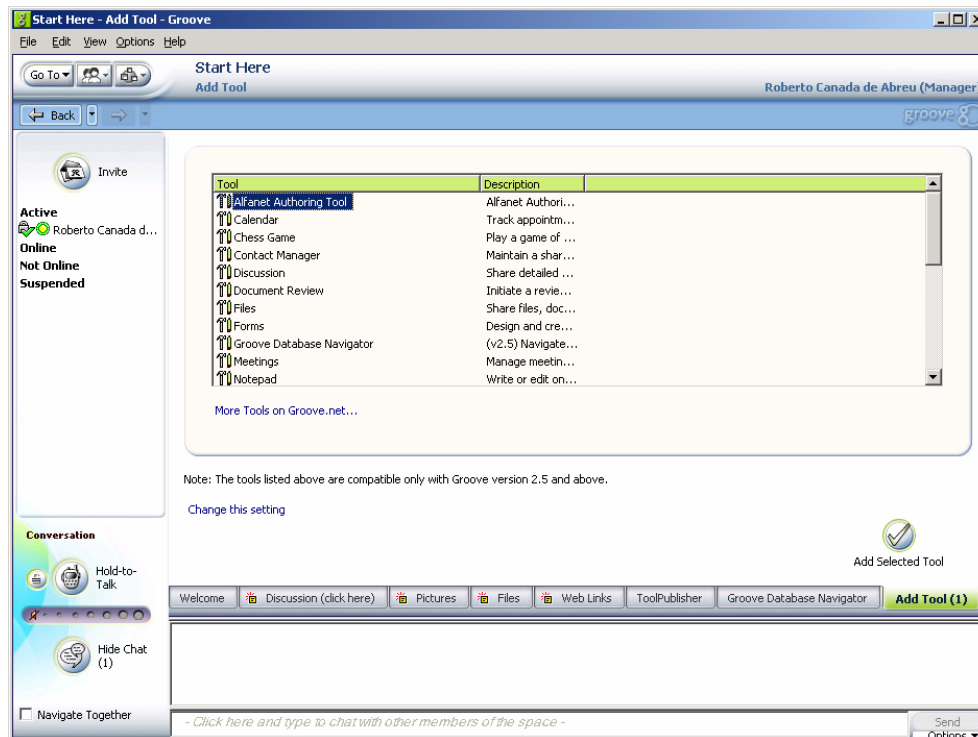 Start Here - Add Tool - Groove
File Edit View Options Help
Go To
Start Here
Add Tool
Roberto Canada de Abreu (Manager)
Back
groove
Invite
Active
Roberto Canada d...
Online
Not Online
Suspended
Tool Description
Alfanet Authoring Tool Alfanet Authori...
Calendar Track appointm...
Chess Game Play a game of ...
Contact Manager Maintain a shar...
Discussion Share detailed ...
Document Review Initiate a revie...
Files Share files, doc...
Forms Design and cre...
Groove Database Navigator (v2.5) Navigate...
Meetings Manage meetin...
Notepad Write or edit on...
More Tools on Groove.net...
Note: The tools listed above are compatible only with Groove version 2.5 and above.
Change this setting
Add Selected Tool
Conversation
Hold-to-
Talk
Hide Chat
(1)
Navigate Together
Welcome Discussion (click here) Pictures Files Web Links ToolPublisher Groove Database Navigator Add Tool (1)
- Click here and type to chat with other members of the space -
Send
Options